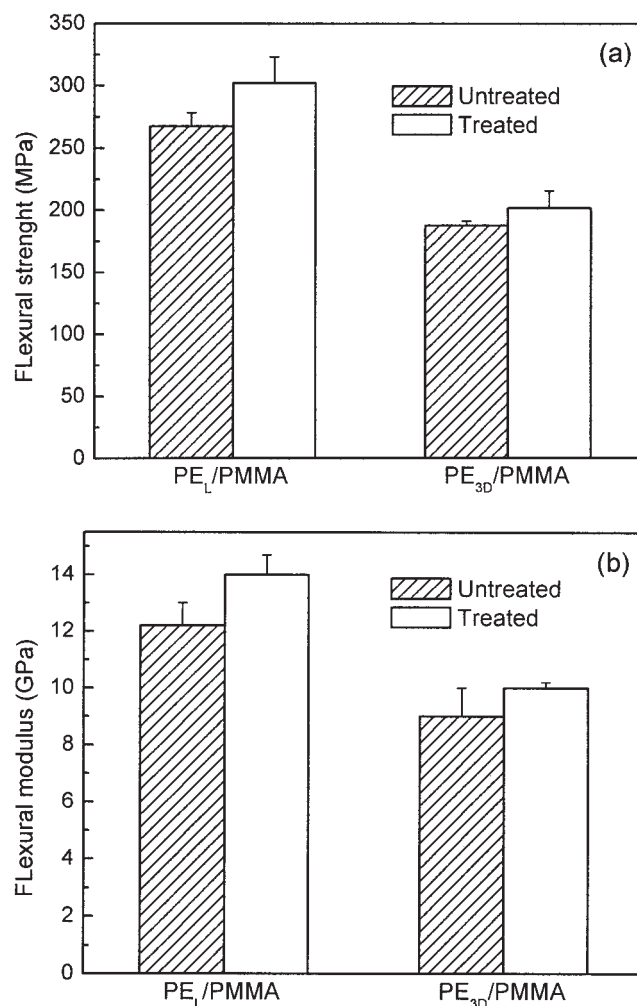 350
300
250
200
150
100
50
0
FLexural strenght (MPa)
(a)
Untreated
Treated
PE_L/PMMA
PE_3D/PMMA
14
12
10
8
6
4
2
0
FLexural modulus (GPa)
(b)
Untreated
Treated
PE_L/PMMA
PE_3D/PMMA